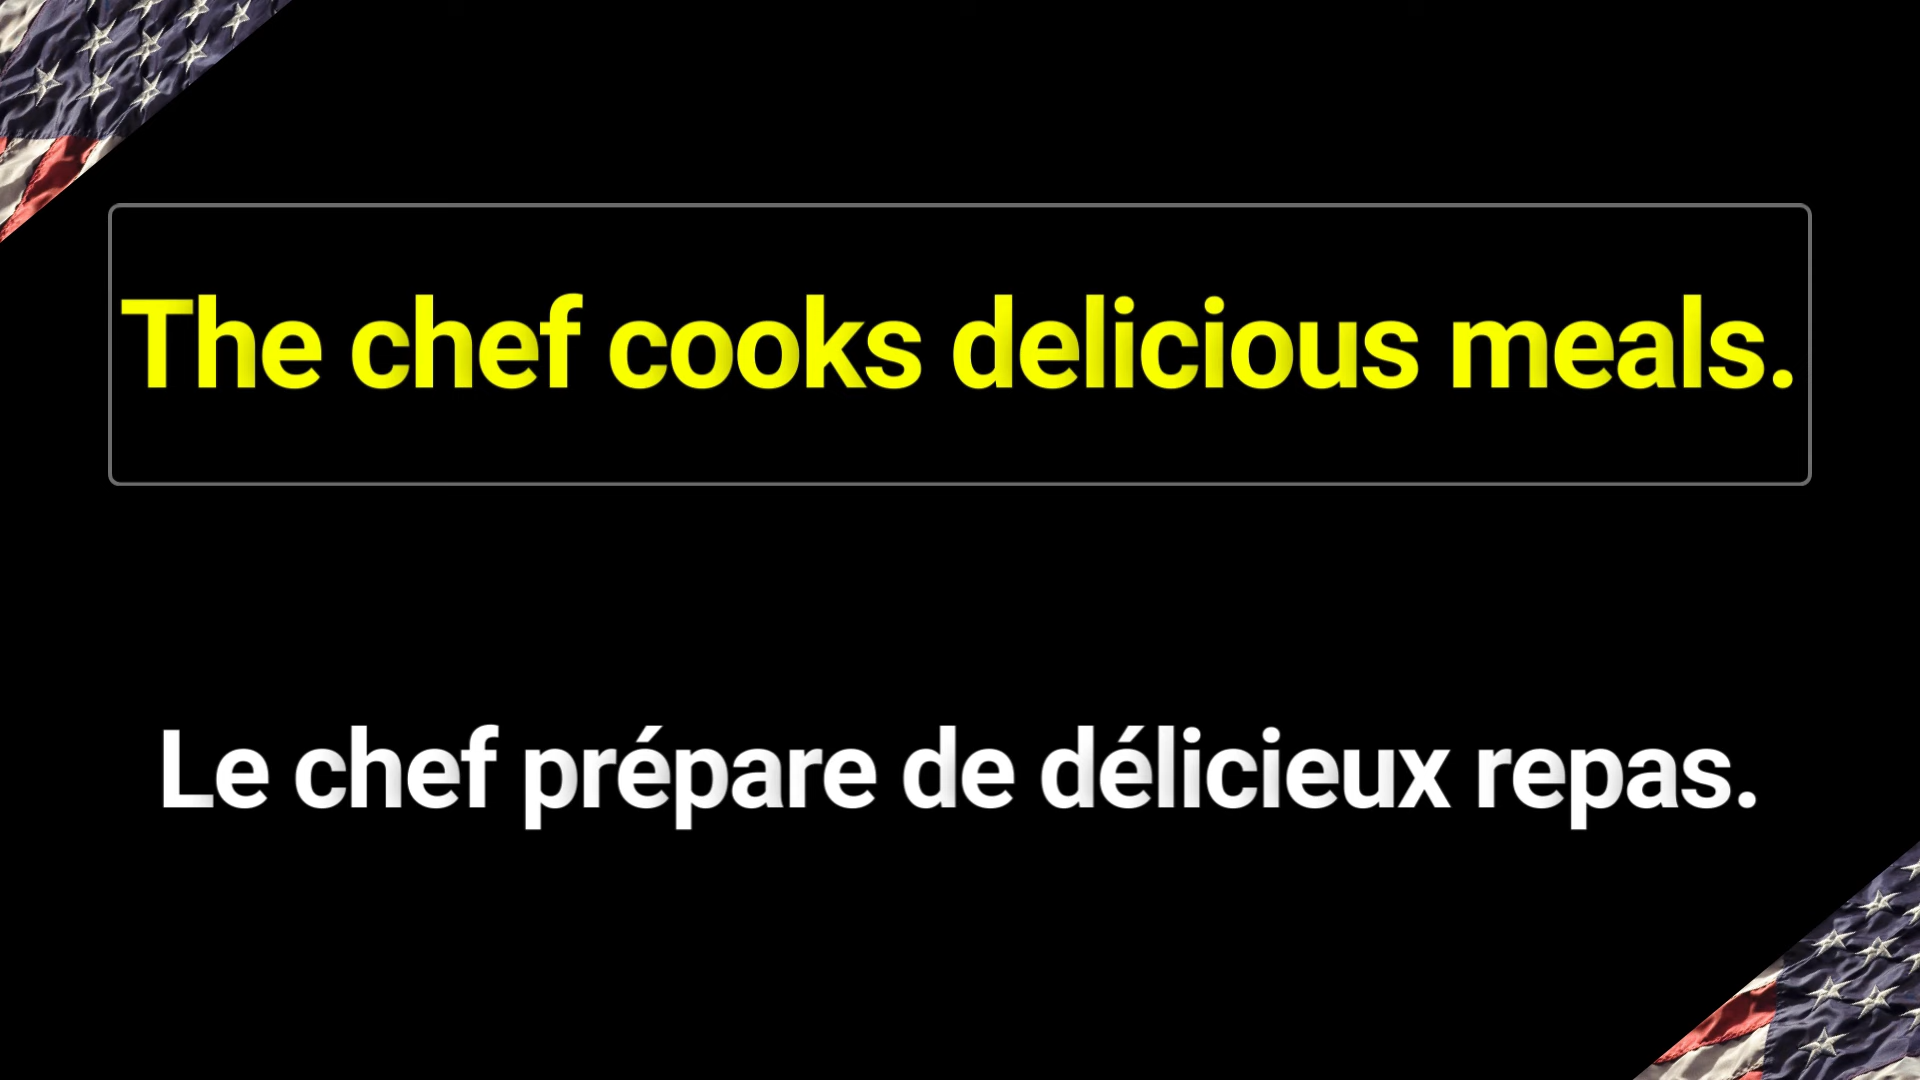 The chef cooks delicious meals.
Le chef prépare de délicieux repas.